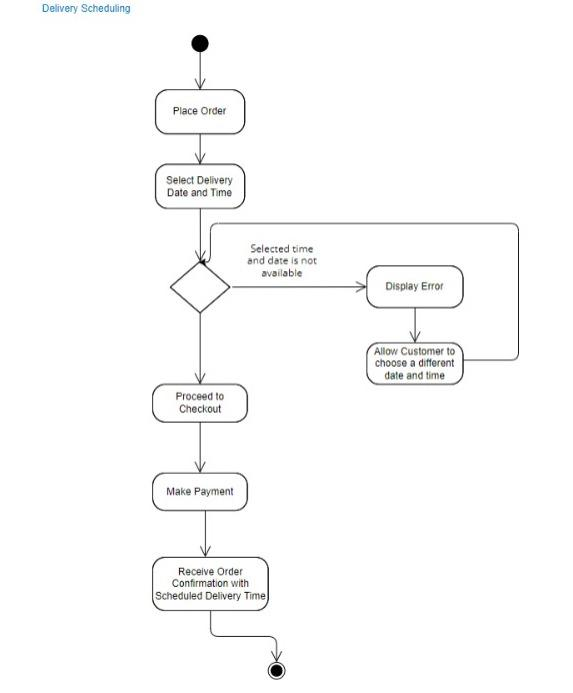 Delivery Scheduling
Place Order
Select Delivery
Date and Time
Selected time
and date is not
available
Display Error
Allow Customer to
choose a different
date and time
Proceed to
Checkout
Make Payment
Receive Order
Confirmation with
Scheduled Delivery Time